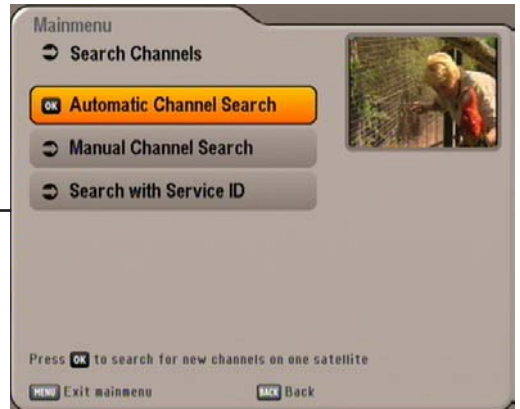 Mainmenu
Search Channels
OK Automatic Channel Search
Manual Channel Search
Search with Service ID
Press OK to search for new channels on one satellite
MENU Exit mainmenu BACK Back